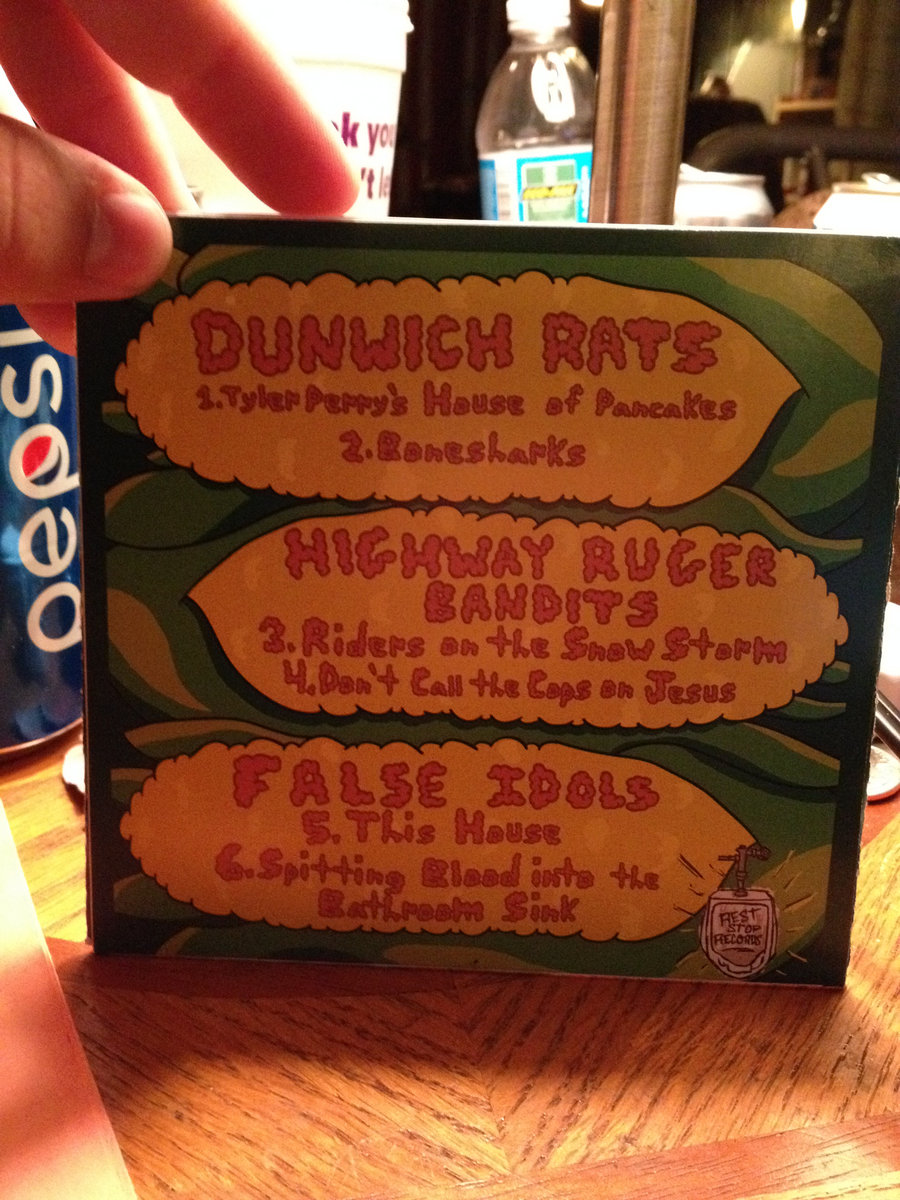 k you
't le
pepsi
DUNWICH RATS
1. Tyler Perry's House of Pancakes
2. Bonesharks
HIGHWAY RUGER
BANDITS
3. Riders on the Snow Storm
4. Don't Call the Cops on Jesus
FALSE IDOLS
5. This House
6. Spitting Blood into the
Bathroom Sink
REST
STOP
RECORDS